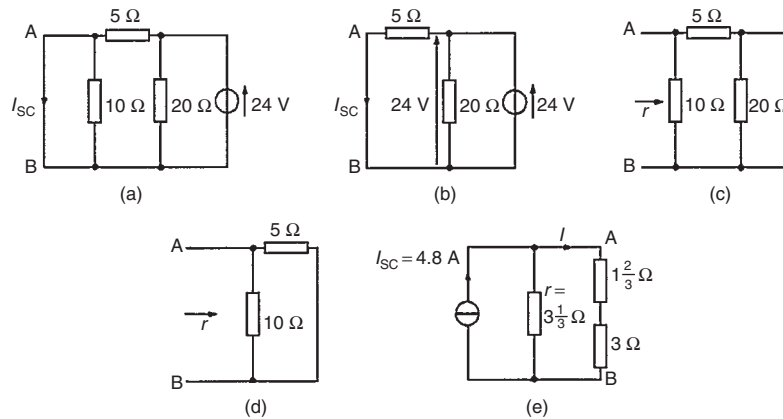 5 Ω
A
I_SC
10 Ω
20 Ω
24 V
B
(a)
5 Ω
A
I_SC
24 V
20 Ω
24 V
B
(b)
5 Ω
A
r
10 Ω
20 Ω
B
(c)
5 Ω
A
r
10 Ω
B
(d)
I
A
I_SC = 4.8 A
r =
3 1/3 Ω
1 2/3 Ω
3 Ω
B
(e)